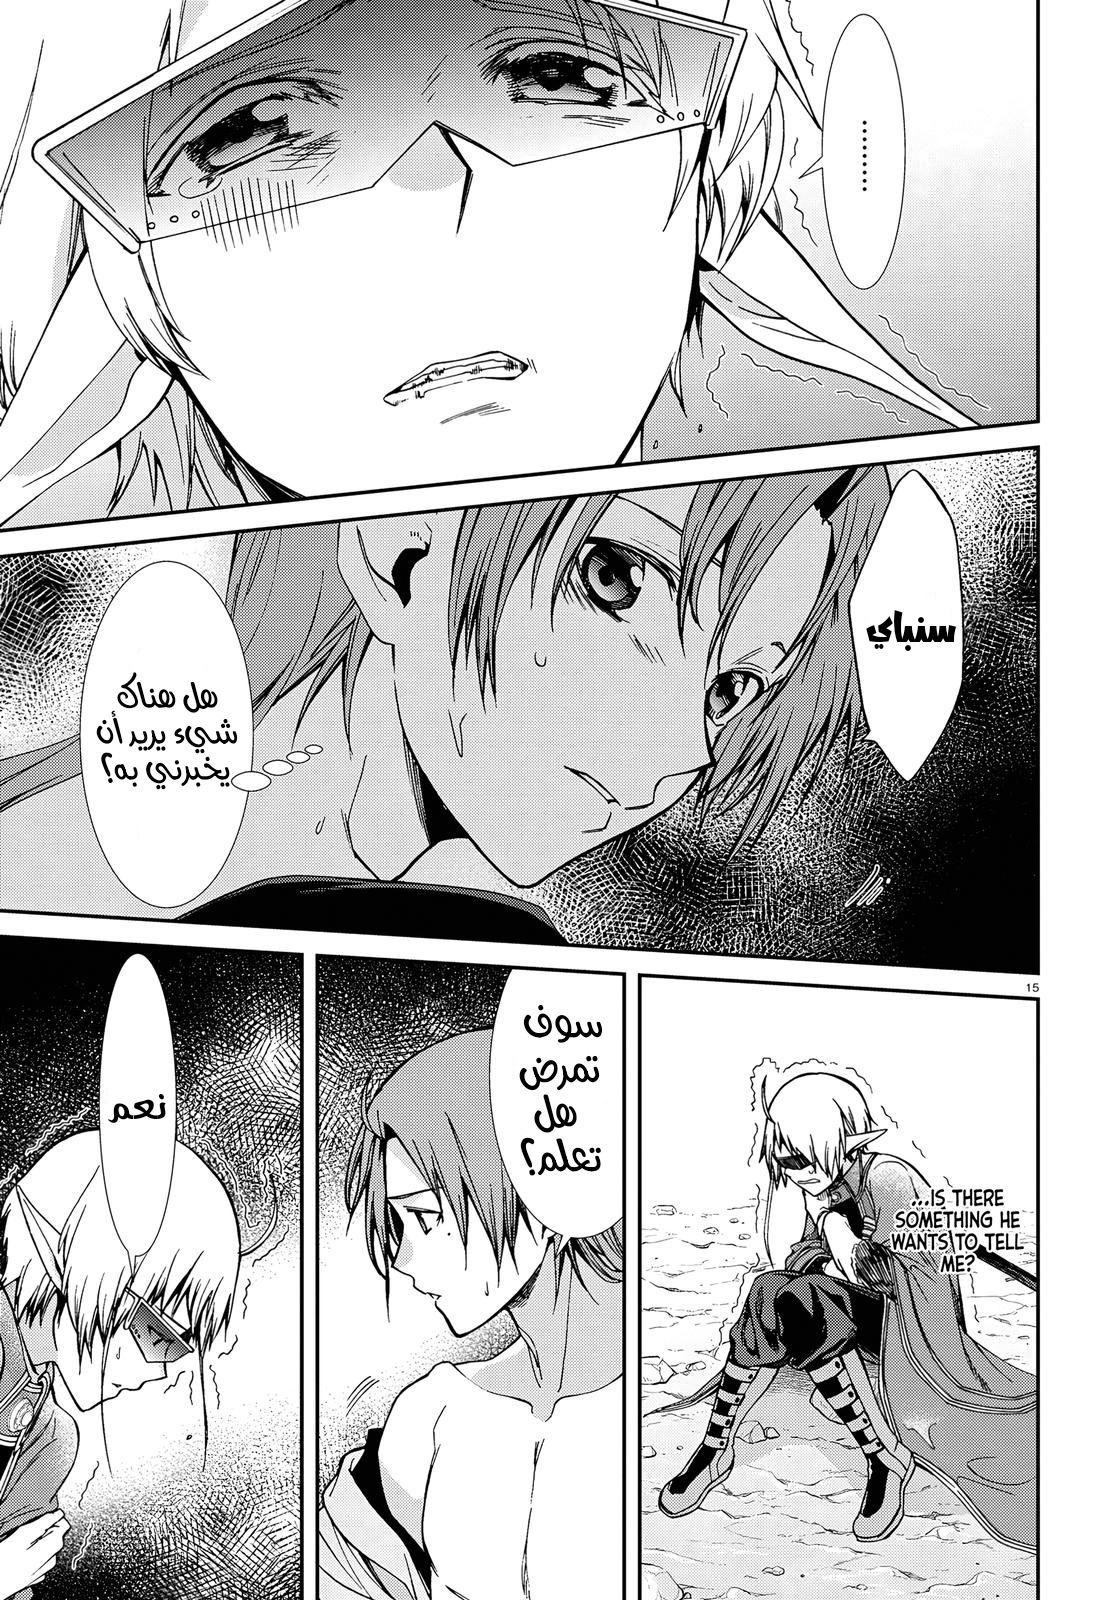 ..........
سنباي
هل هناك
شيء يريد أن
يخبرني به؟
15
...IS THERE
SOMETHING HE
WANTS TO TELL
ME?
سوف
تمرض
هل
تعلم؟
نعم